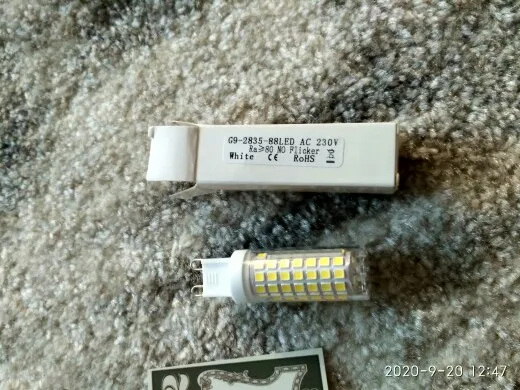 G9-2835-88LED AC 230V
Ra≥80 NO Flicker
White CE RoHS
2020-9-20 12:47